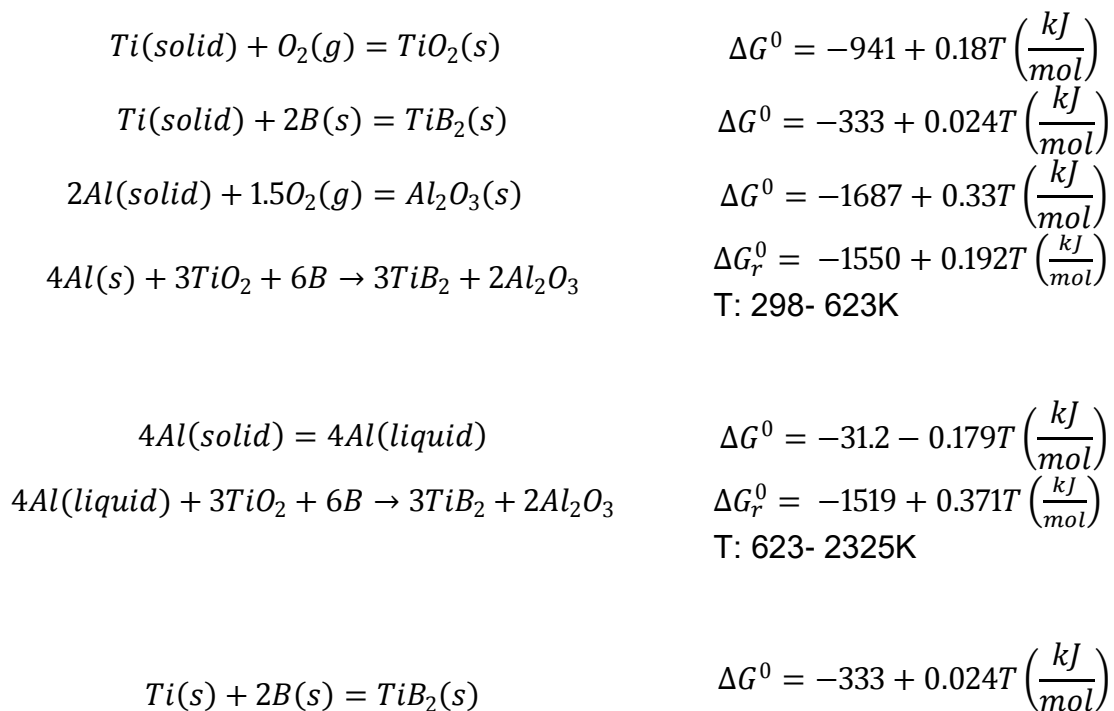 Ti(solid) + O₂(g) = TiO₂(s) ΔG⁰ = −941 + 0.18T (kJ/mol)
Ti(solid) + 2B(s) = TiB₂(s) ΔG⁰ = −333 + 0.024T (kJ/mol)
2Al(solid) + 1.5O₂(g) = Al₂O₃(s) ΔG⁰ = −1687 + 0.33T (kJ/mol)
4Al(s) + 3TiO₂ + 6B → 3TiB₂ + 2Al₂O₃ ΔG⁰ᵣ = −1550 + 0.192T (kJ/mol)
T: 298- 623K
4Al(solid) = 4Al(liquid) ΔG⁰ = −31.2 − 0.179T (kJ/mol)
4Al(liquid) + 3TiO₂ + 6B → 3TiB₂ + 2Al₂O₃ ΔG⁰ᵣ = −1519 + 0.371T (kJ/mol)
T: 623- 2325K
Ti(s) + 2B(s) = TiB₂(s) ΔG⁰ = −333 + 0.024T (kJ/mol)